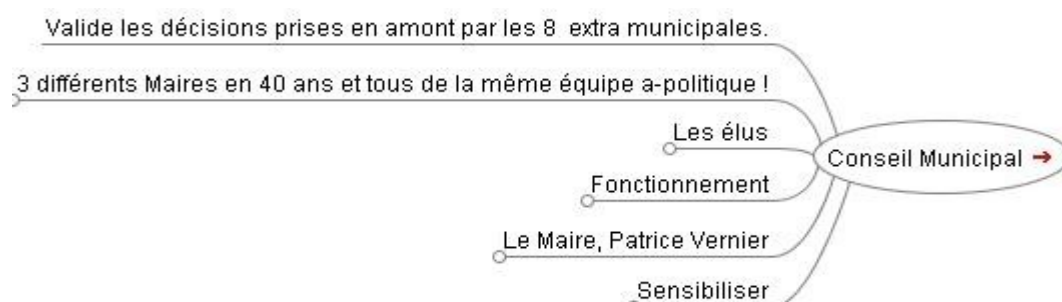 Valide les décisions prises en amont par les 8 extra municipales.
3 différents Maires en 40 ans et tous de la même équipe a-politique !
Les élus
Conseil Municipal
Fonctionnement
Le Maire, Patrice Vernier
Sensibiliser